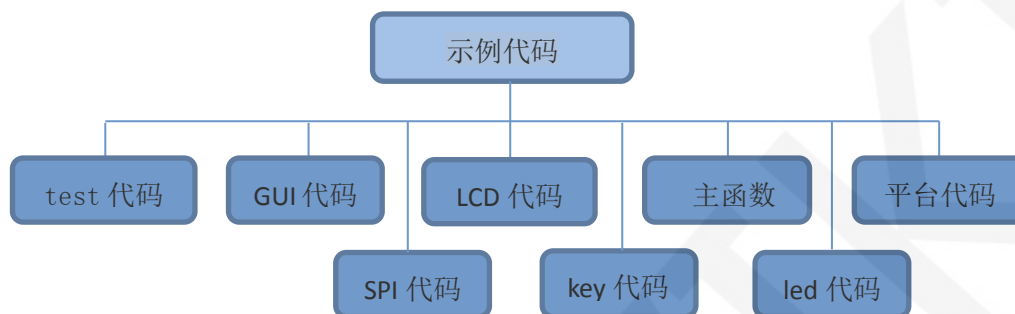 示例代码
test 代码
GUI 代码
LCD 代码
主函数
平台代码
SPI 代码
key 代码
led 代码